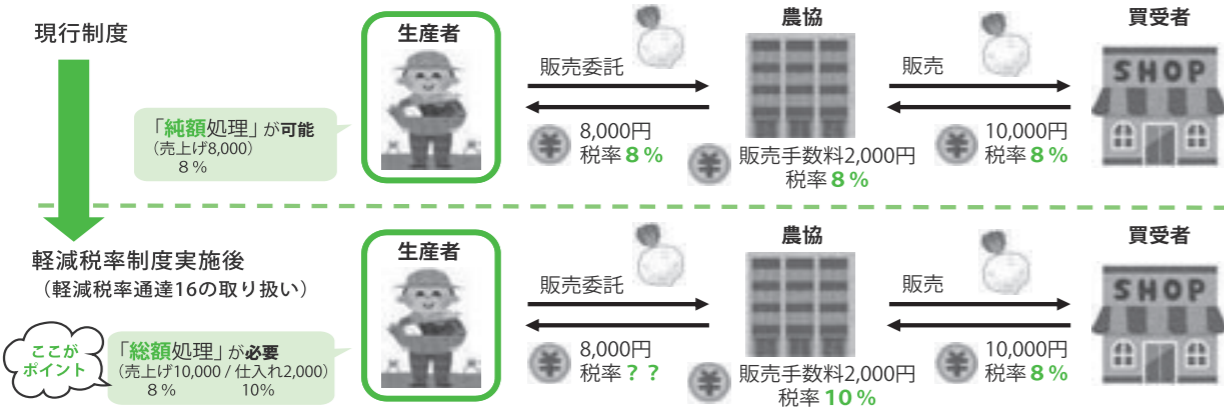 現行制度
生産者
農協
買受者
販売委託
販売
SHOP
「純額処理」が可能
（売上げ8,000）
8％
8,000円
税率8％
販売手数料2,000円
税率8％
10,000円
税率8％
軽減税率制度実施後
（軽減税率通達16の取り扱い）
生産者
農協
買受者
販売委託
販売
SHOP
ここが
ポイント
「総額処理」が必要
（売上げ10,000 / 仕入れ2,000）
8％ 10％
8,000円
税率？？
販売手数料2,000円
税率10％
10,000円
税率8％